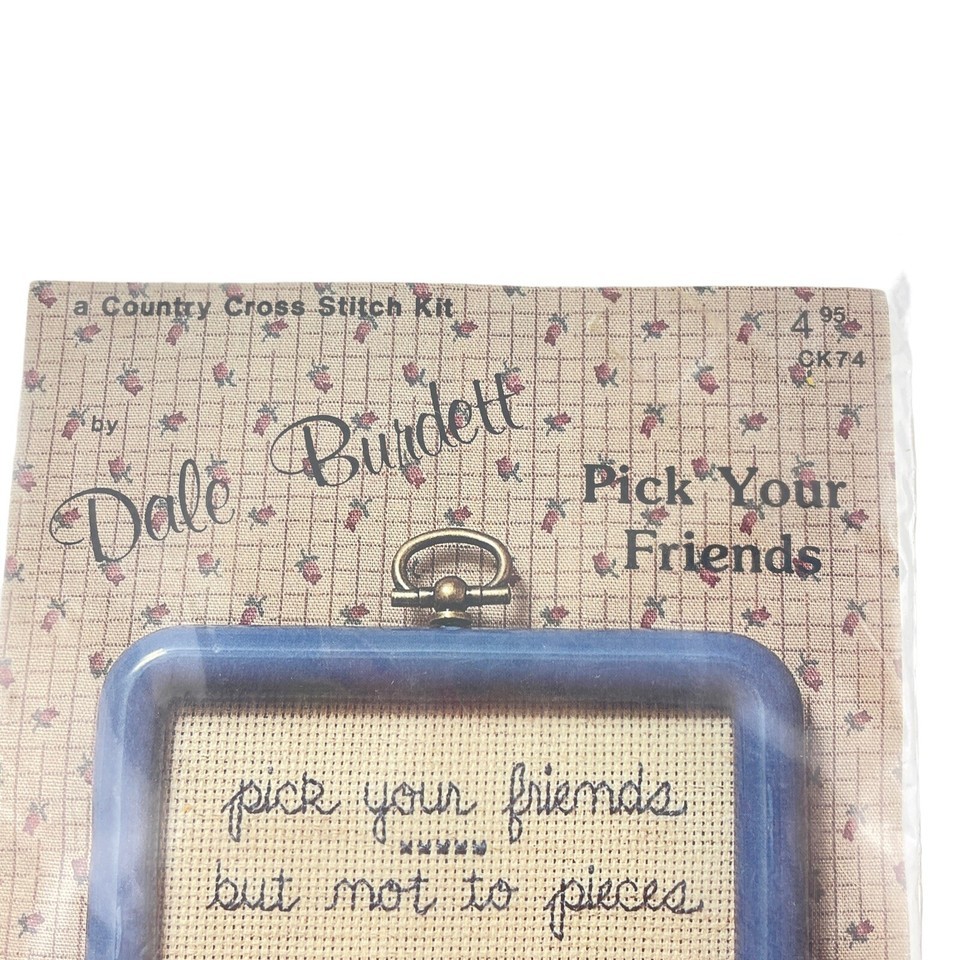 a Country Cross Stitch Kit
4 95
CK74
by
Dale Burdett
Pick Your
Friends
pick your friends
but not to pieces